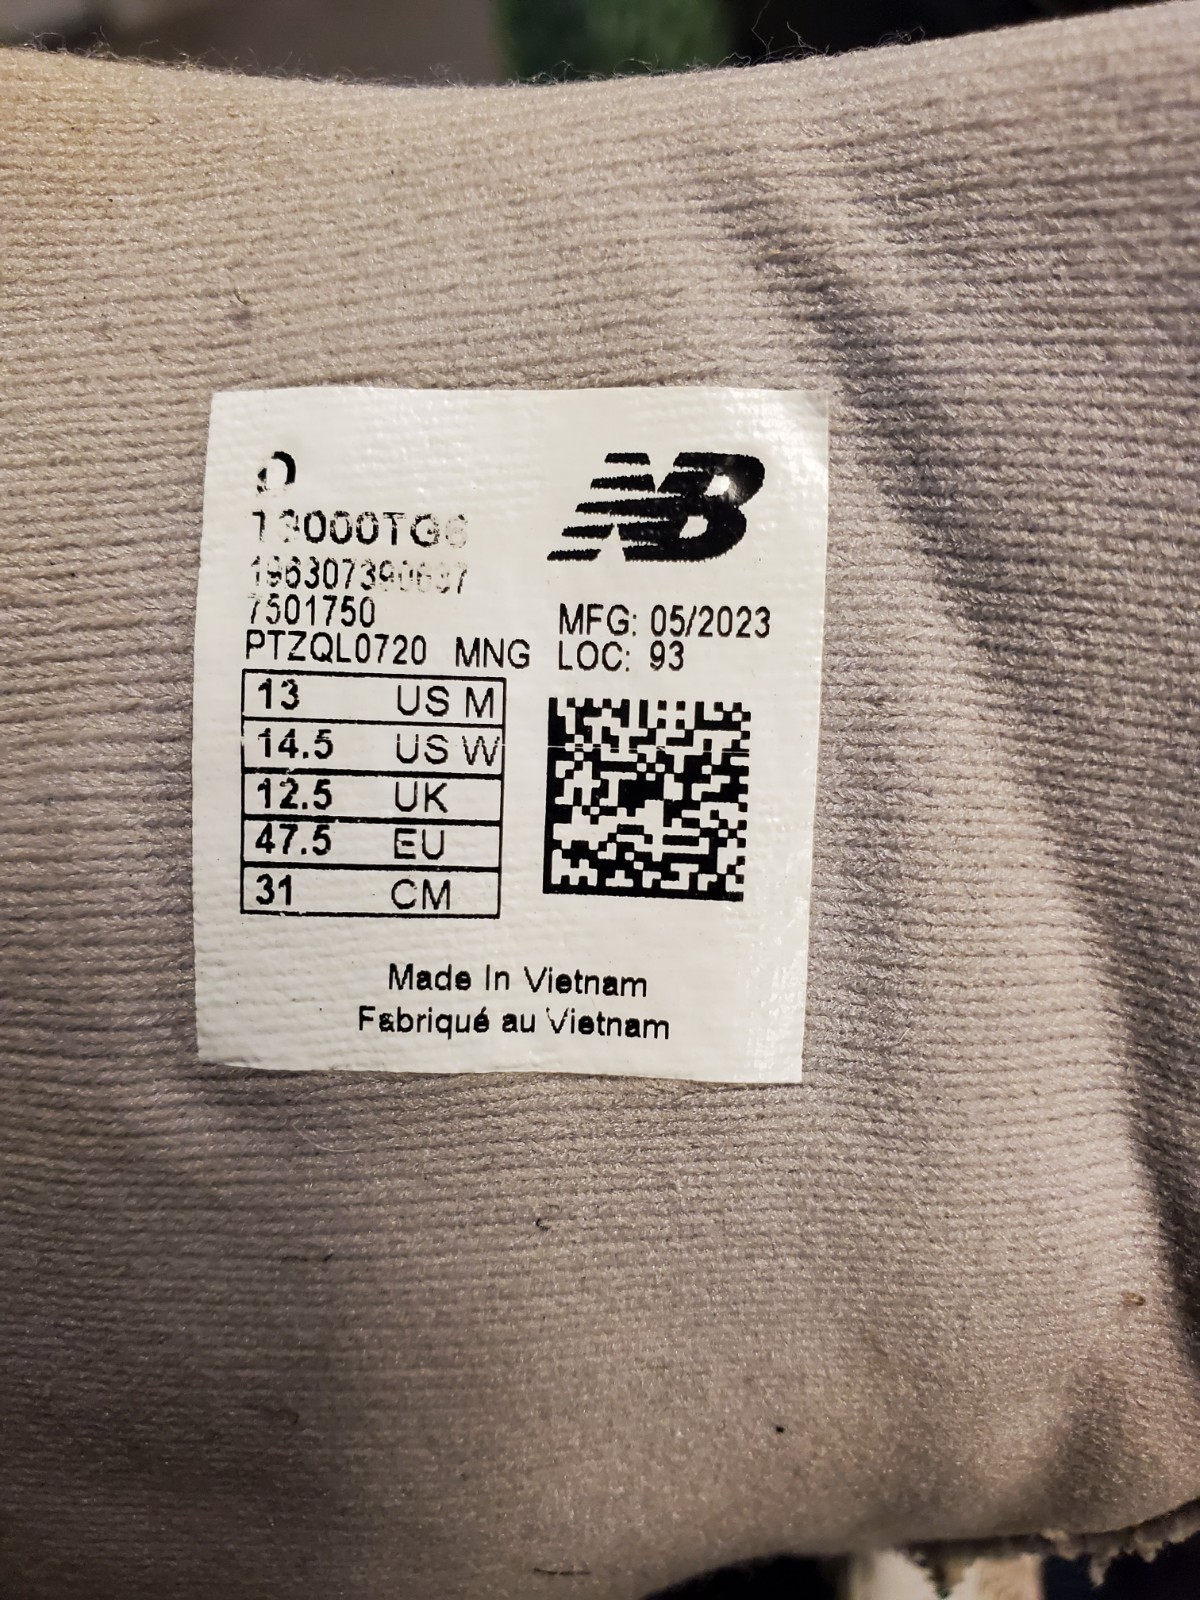 D
NB
7501750
PTZQL0720 MNG
MFG: 05/2023
LOC: 93
13 US M
14.5 US W
12.5 UK
47.5 EU
31 CM
Made In Vietnam
Fabriqué au Vietnam